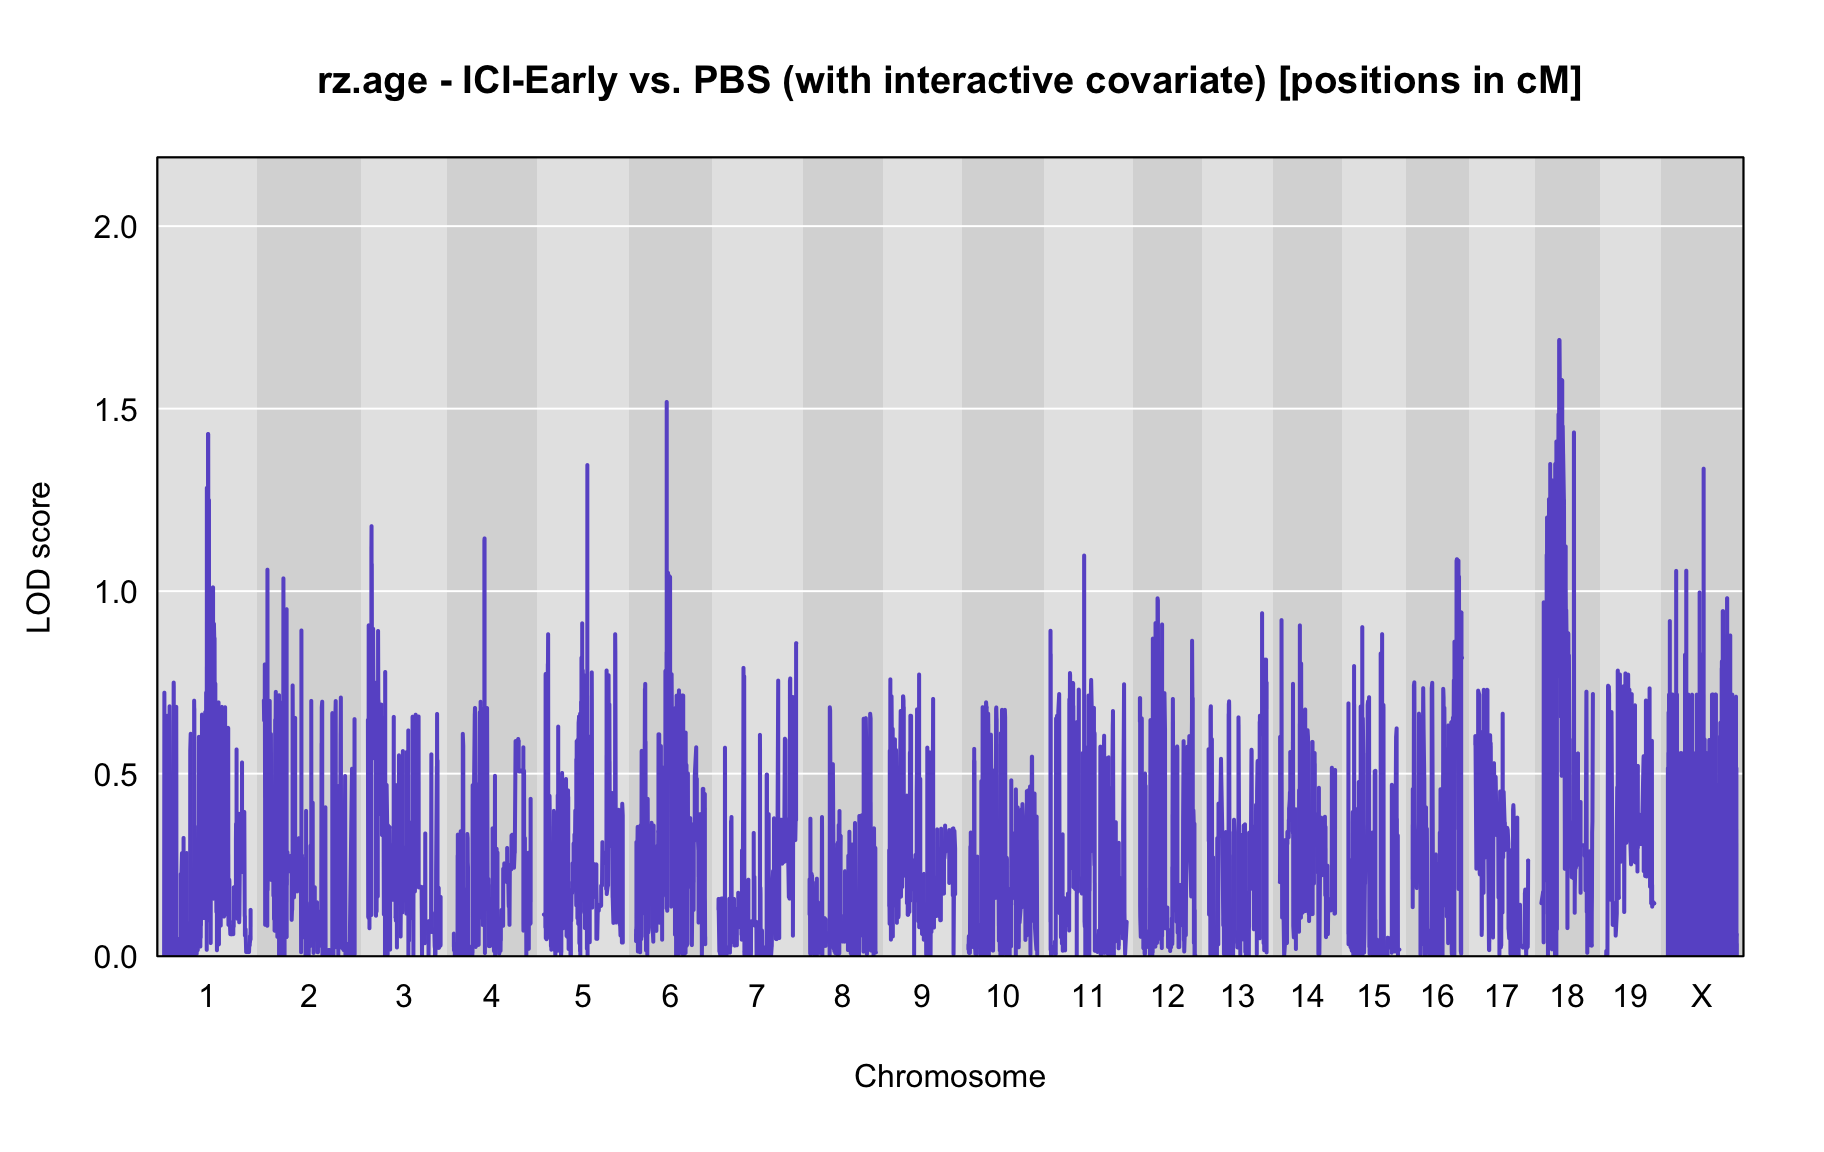 rz.age - ICI-Early vs. PBS (with interactive covariate) [positions in cM]
2.0
1.5
1.0
0.5
0.0
LOD score
1 2 3 4 5 6 7 8 9 10 11 12 13 14 15 16 17 18 19 X
Chromosome